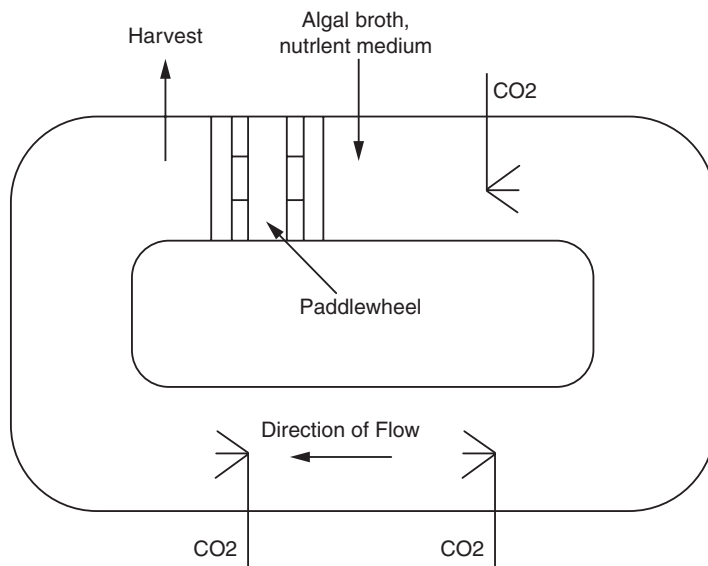 Harvest
Algal broth,
nutrlent medium
CO2
Paddlewheel
Direction of Flow
CO2
CO2